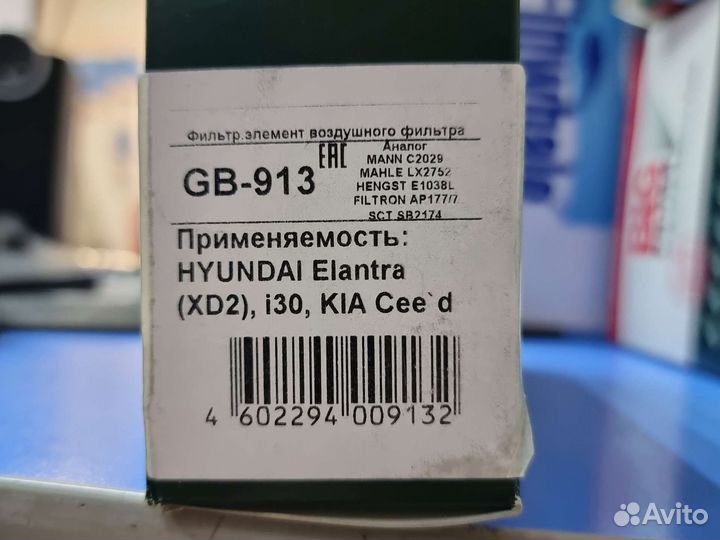 Фильтр.элемент воздушного фильтра
GB-913
EAC
Аналог
MANN C2029
MAHLE LX2752
HENGST E1038L
FILTRON AP177/7
SCT SB2174
Применяемость:
HYUNDAI Elantra
(XD2), i30, KIA Cee`d
4 602294 009132
BIG
Avito